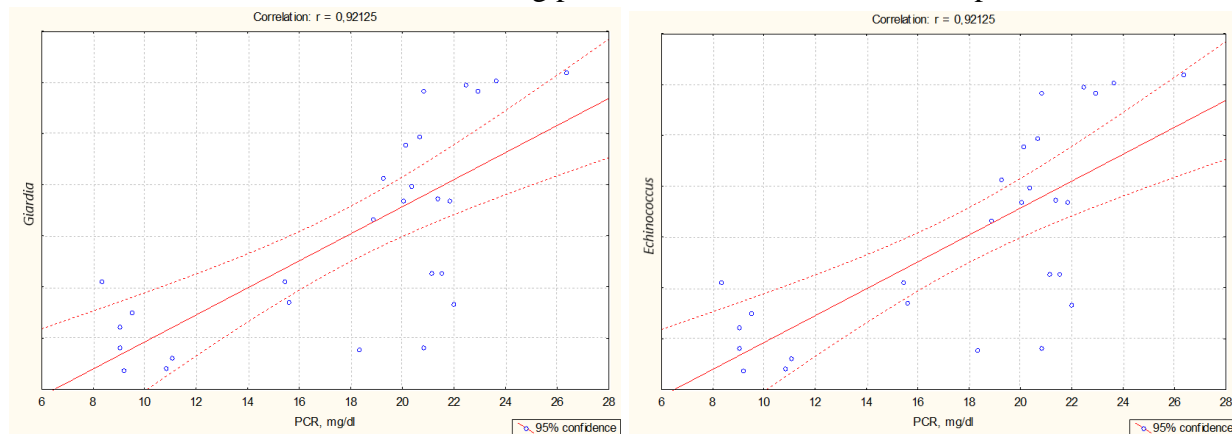 Correlation: r = 0,92125
Giardia
6 8 10 12 14 16 18 20 22 24 26 28
PCR, mg/dl
95% confidence
Correlation: r = 0,92125
Echinococcus
6 8 10 12 14 16 18 20 22 24 26 28
PCR, mg/dl
95% confidence